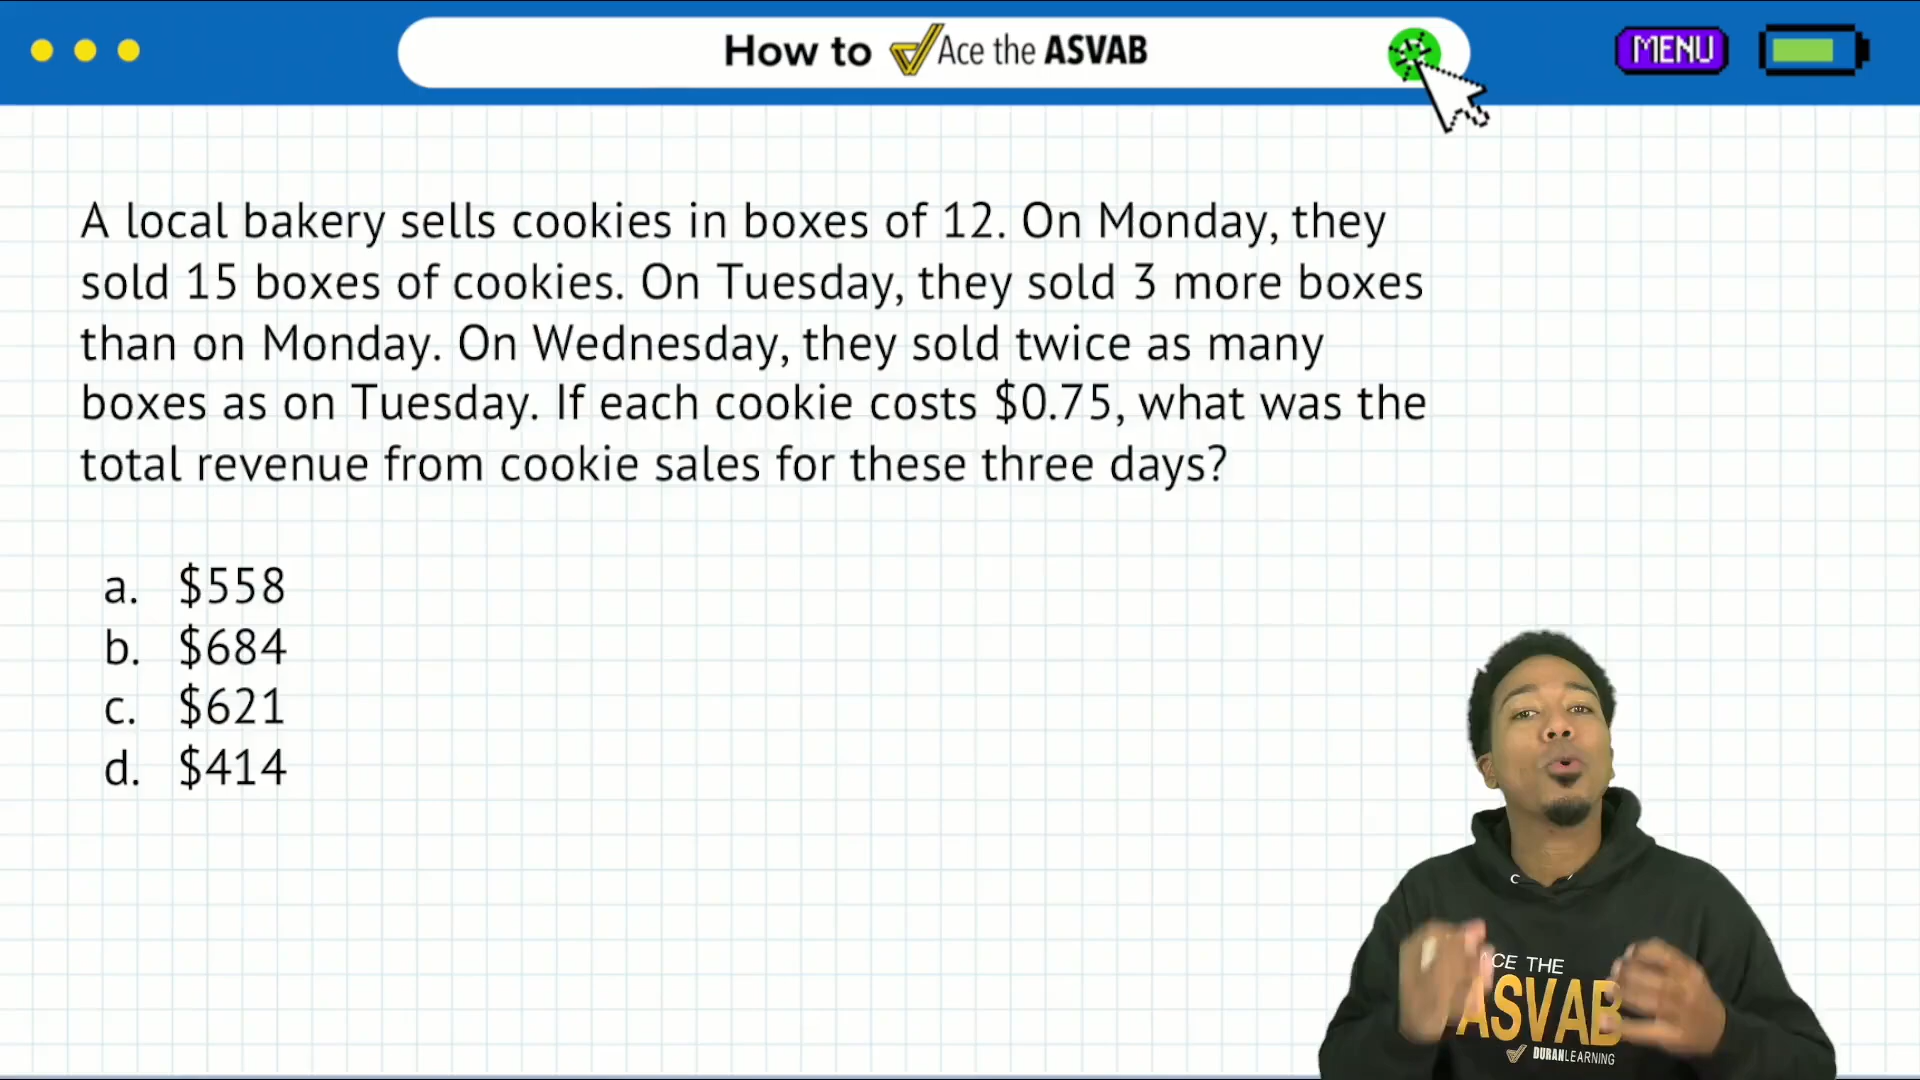 How to Ace the ASVAB
MENU
A local bakery sells cookies in boxes of 12. On Monday, they
sold 15 boxes of cookies. On Tuesday, they sold 3 more boxes
than on Monday. On Wednesday, they sold twice as many
boxes as on Tuesday. If each cookie costs $0.75, what was the
total revenue from cookie sales for these three days?
a. $558
b. $684
c. $621
d. $414
ACE THE
ASVAB
DURANLEARNING